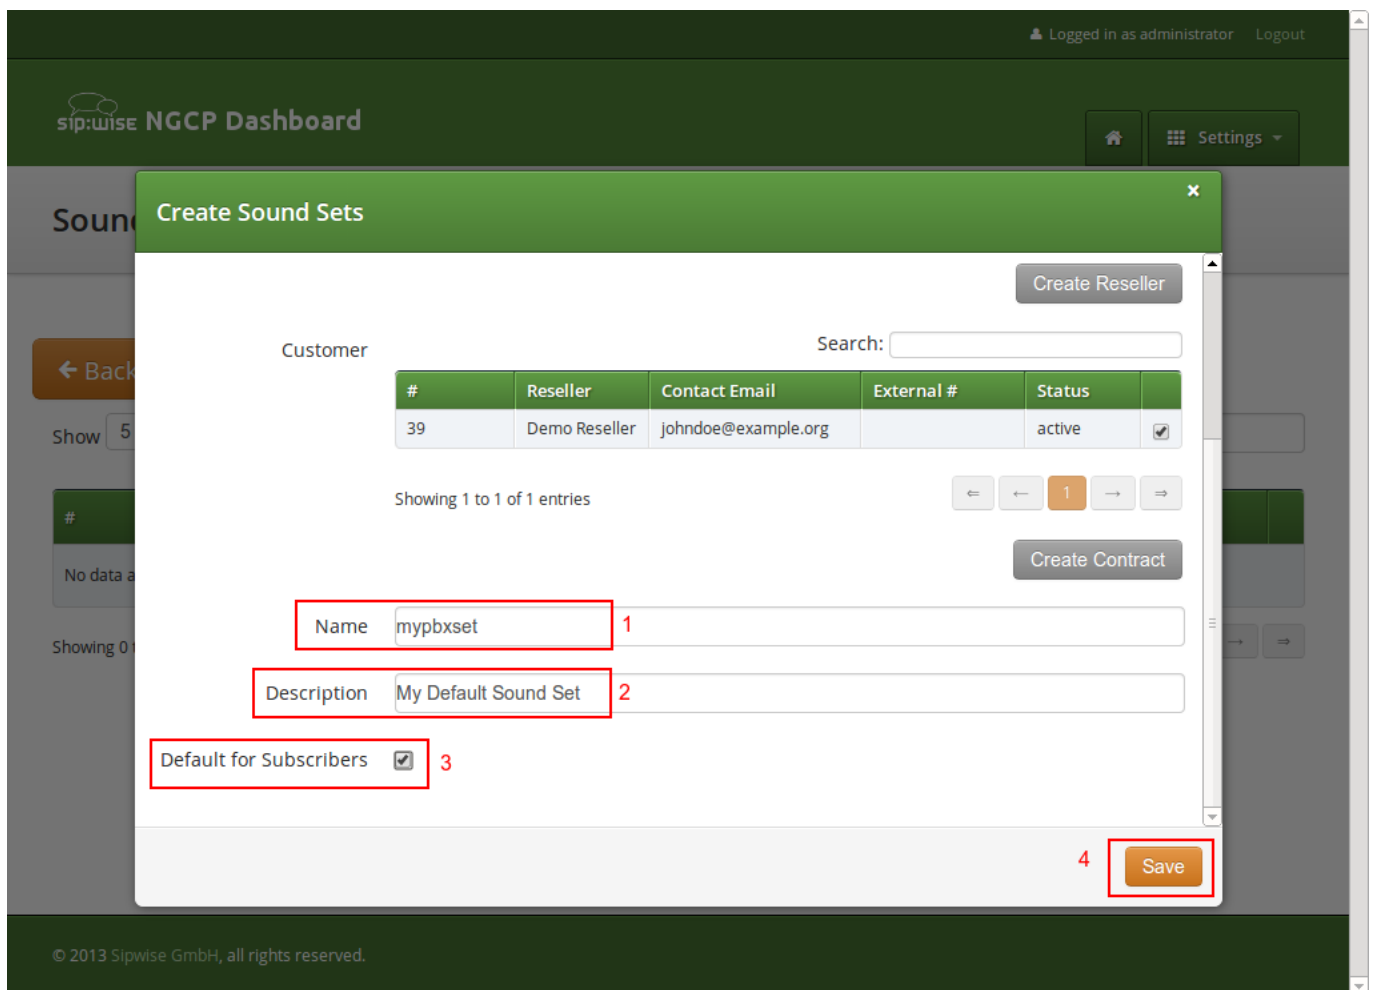 Logged in as administrator Logout
sip:wise NGCP Dashboard
Settings
Soun
Create Sound Sets
×
Create Reseller
Customer
Search:
← Back
# Reseller Contact Email External # Status
39 Demo Reseller johndoe@example.org active
Show 5
Showing 1 to 1 of 1 entries
⇐ ← 1 → ⇒
#
Create Contract
No data a
Name mypbxset 1
Showing 0 t
→ ⇒
Description My Default Sound Set 2
Default for Subscribers 3
4 Save
© 2013 Sipwise GmbH, all rights reserved.